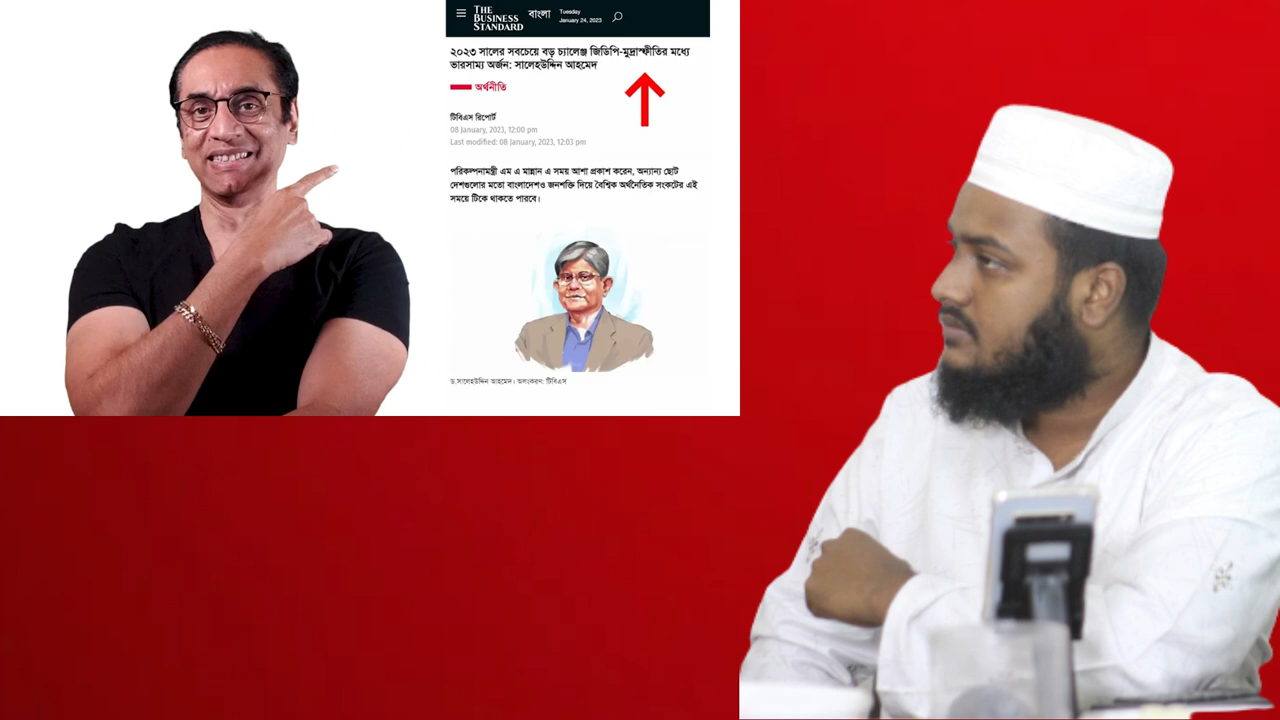 THE
BUSINESS
STANDARD
বাংলা
Tuesday
January 24, 2023
২০২৩ সালের সবচেয়ে বড় চ্যালেঞ্জ জিডিপি-মুদ্রাস্ফীতির মধ্যে
ভারসাম্য অর্জন: সালেহউদ্দিন আহমেদ
অর্থনীতি
টিবিএস রিপোর্ট
08 January, 2023, 12:00 pm
Last modified: 08 January, 2023, 12:03 pm
পরিকল্পনামন্ত্রী এম এ মান্নান এ সময় আশা প্রকাশ করেন, অন্যান্য ছোট
দেশগুলোর মতো বাংলাদেশও জনশক্তি দিয়ে বৈশ্বিক অর্থনৈতিক সংকটের এই
সময়ে টিকে থাকতে পারবে।
ড.সালেহউদ্দিন আহমেদ। অলংকরণ: টিবিএস